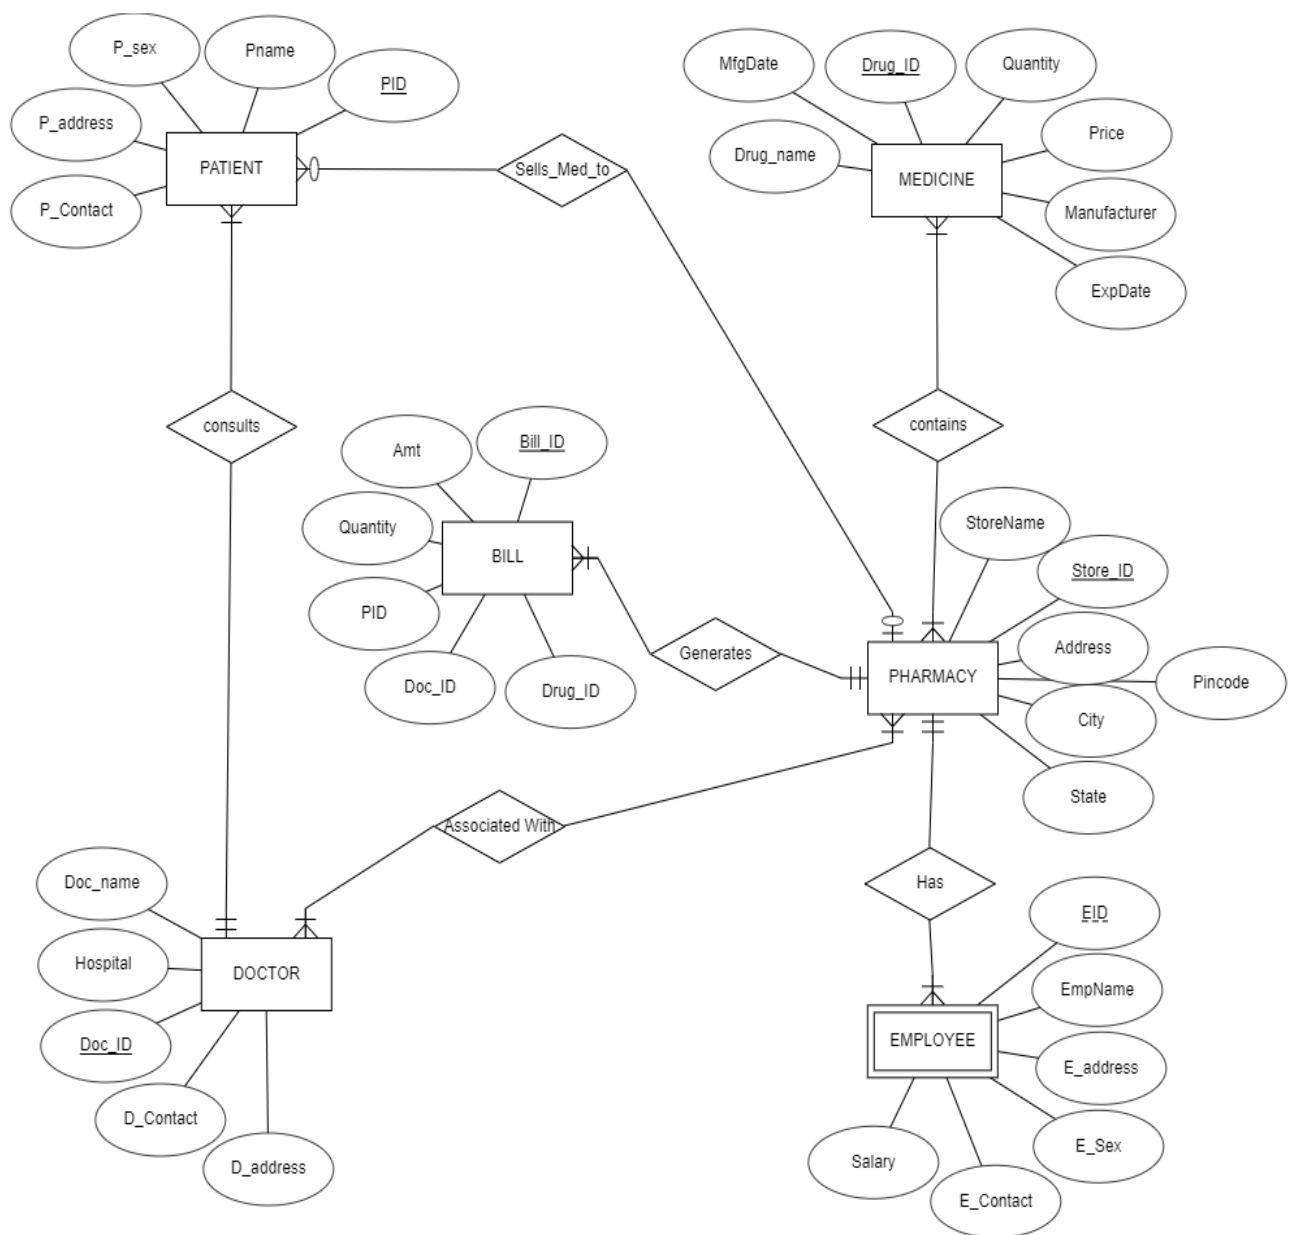 P_sex
Pname
PID
P_address
P_Contact
PATIENT
Sells_Med_to
MfgDate
Drug_ID
Quantity
Drug_name
Price
MEDICINE
Manufacturer
ExpDate
consults
contains
Amt
Bill_ID
Quantity
BILL
PID
Doc_ID
Drug_ID
Generates
StoreName
Store_ID
Address
PHARMACY
Pincode
City
State
Associated With
Has
Doc_name
Hospital
DOCTOR
Doc_ID
D_Contact
D_address
EID
EmpName
EMPLOYEE
E_address
E_Sex
Salary
E_Contact